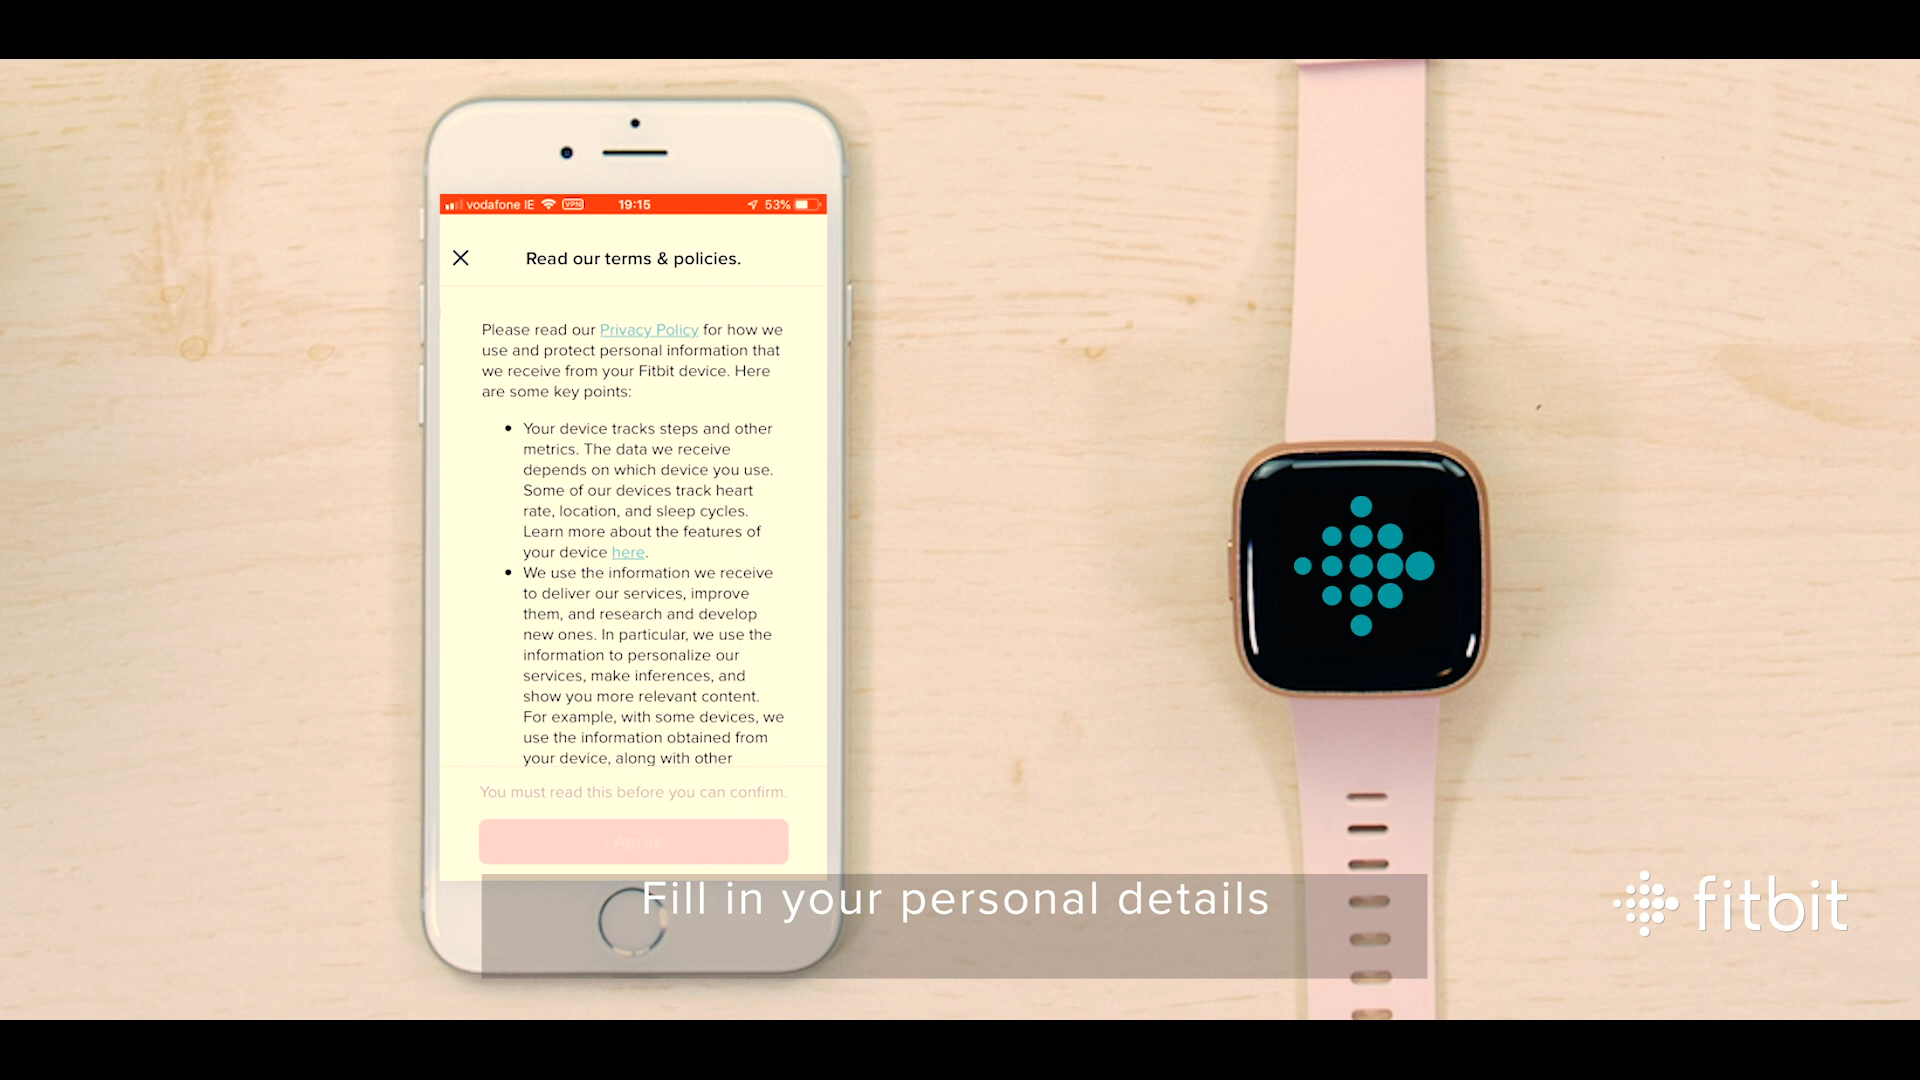 vodafone IE VPN 19:15 53%
Read our terms & policies.
Please read our Privacy Policy for how we
use and protect personal information that
we receive from your Fitbit device. Here
are some key points:
• Your device tracks steps and other
metrics. The data we receive
depends on which device you use.
Some of our devices track heart
rate, location, and sleep cycles.
Learn more about the features of
your device here.
• We use the information we receive
to deliver our services, improve
them, and research and develop
new ones. In particular, we use the
information to personalize our
services, make inferences, and
show you more relevant content.
For example, with some devices, we
use the information obtained from
your device, along with other
You must read this before you can confirm.
I Agree
Fill in your personal details
fitbit